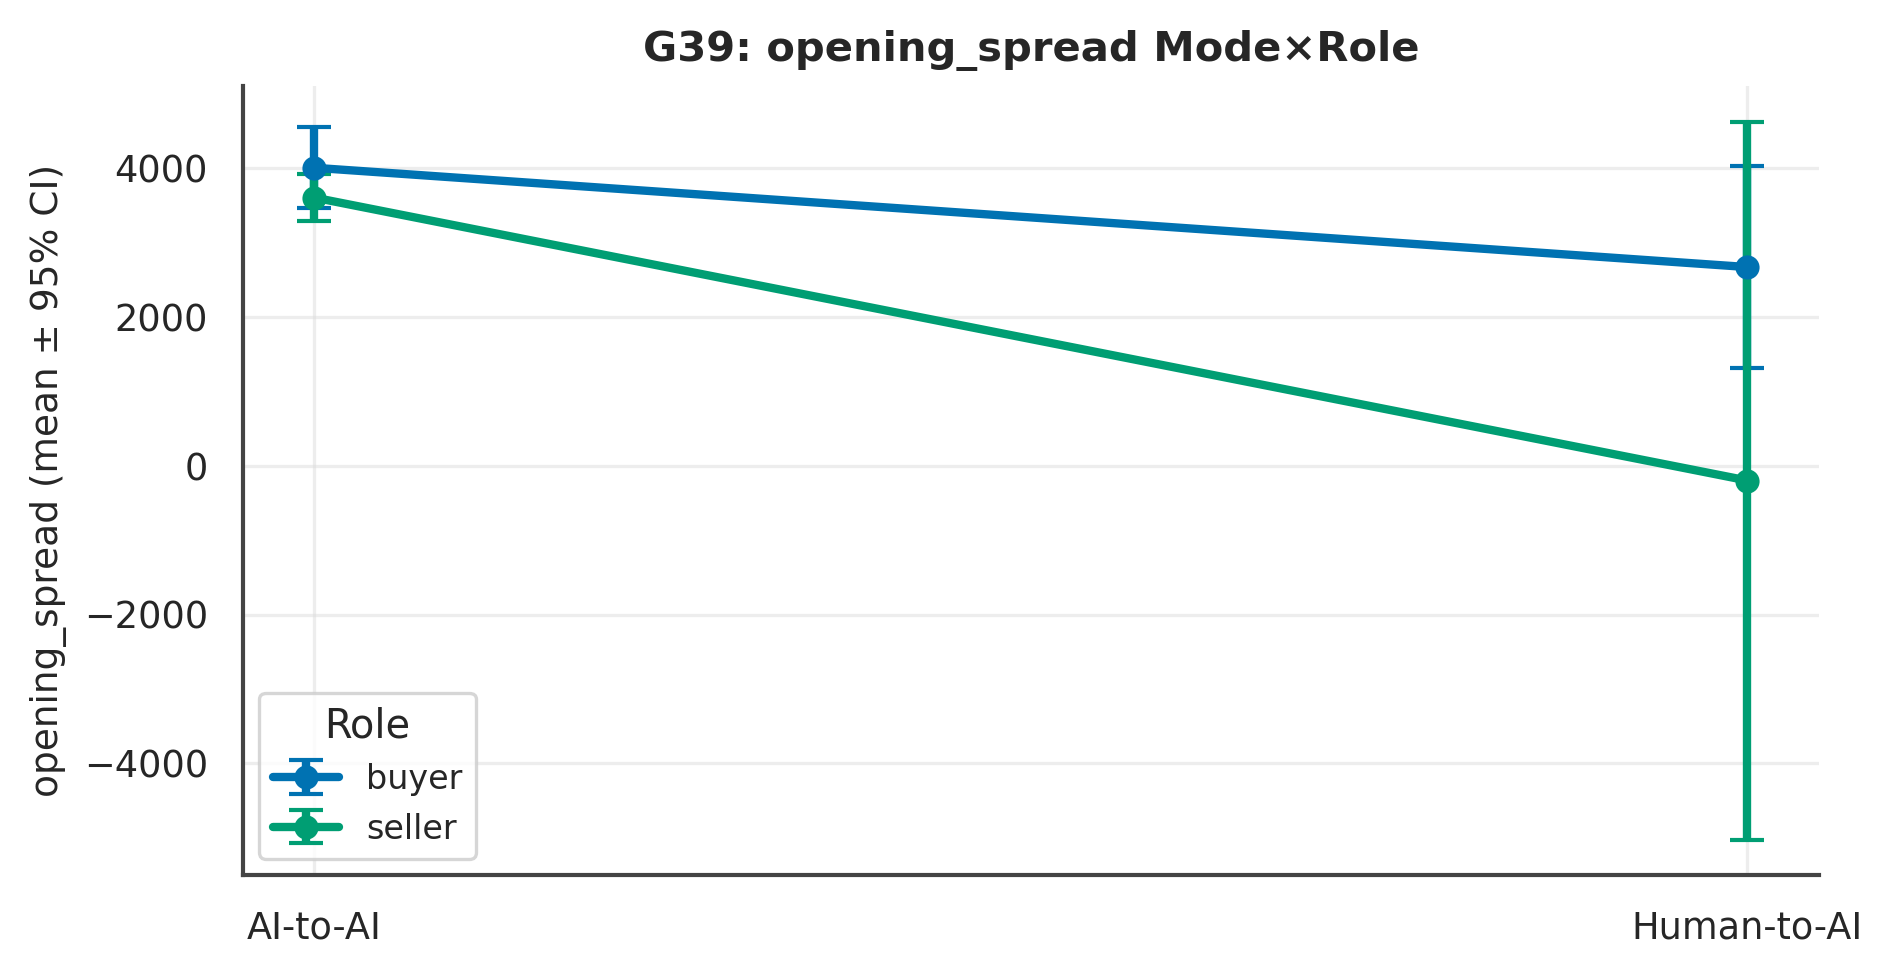 G39: opening_spread Mode×Role
opening_spread (mean ± 95% CI)
4000
2000
0
−2000
−4000
Role
buyer
seller
AI-to-AI
Human-to-AI